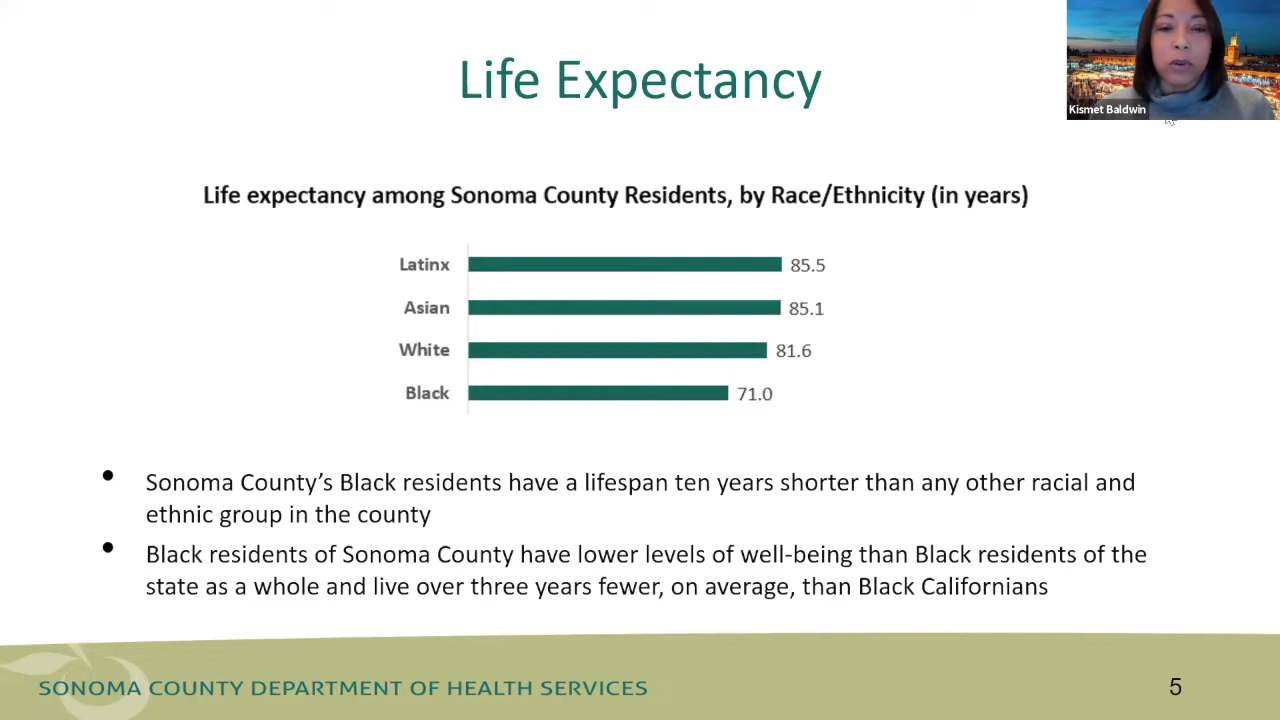 Life Expectancy
Kismet Baldwin
Life expectancy among Sonoma County Residents, by Race/Ethnicity (in years)
Latinx 85.5
Asian 85.1
White 81.6
Black 71.0
• Sonoma County’s Black residents have a lifespan ten years shorter than any other racial and
ethnic group in the county
• Black residents of Sonoma County have lower levels of well-being than Black residents of the
state as a whole and live over three years fewer, on average, than Black Californians
SONOMA COUNTY DEPARTMENT OF HEALTH SERVICES
5